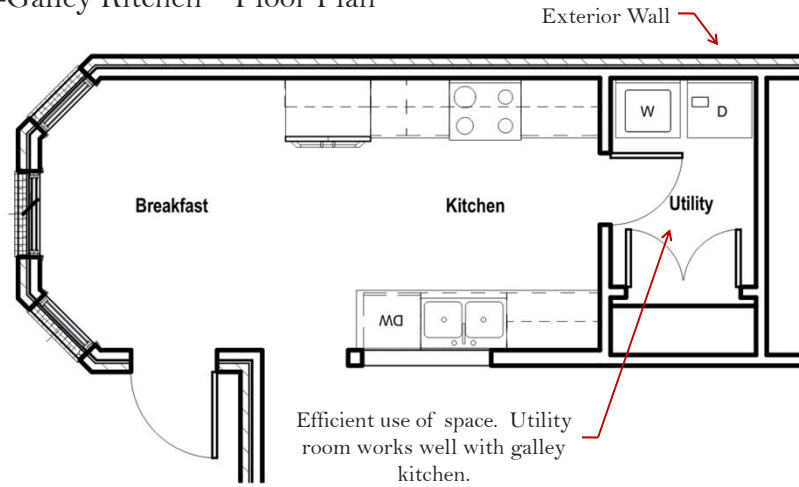 -Galley Kitchen – Floor Plan
Exterior Wall
W
D
Breakfast
Kitchen
Utility
DW
Efficient use of space. Utility
room works well with galley
kitchen.